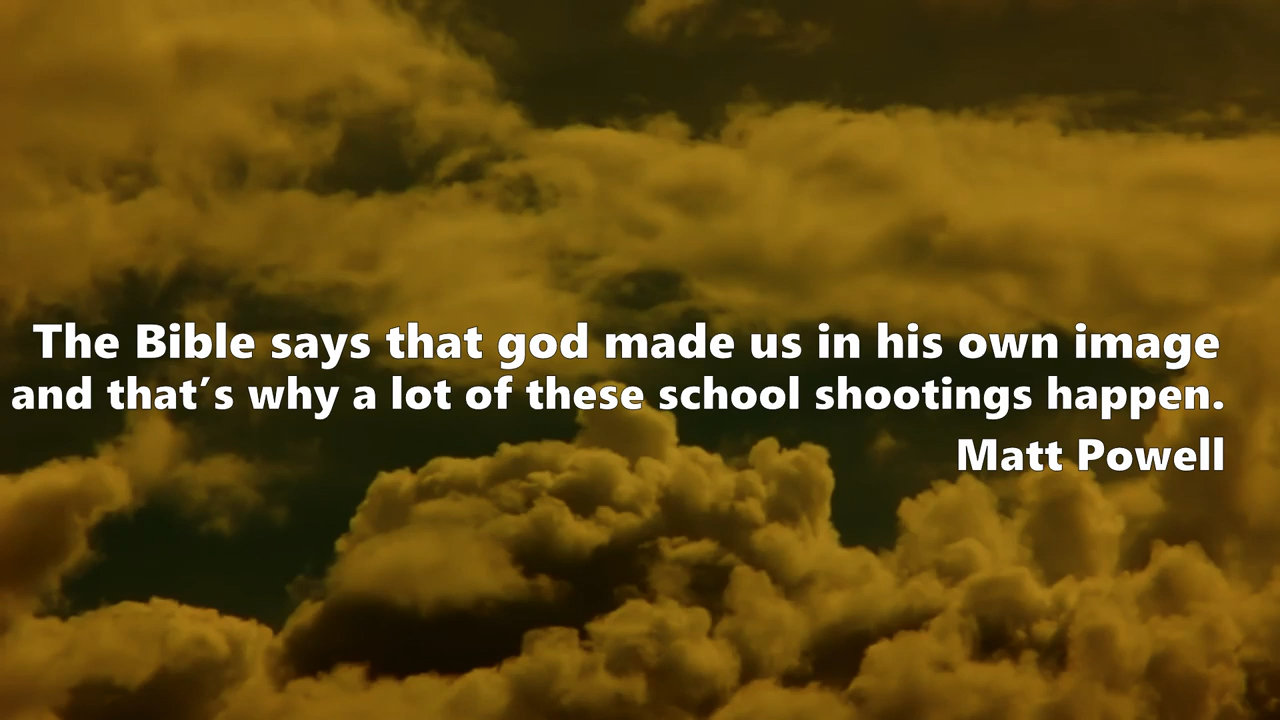 The Bible says that god made us in his own image
and that´s why a lot of these school shootings happen.
Matt Powell